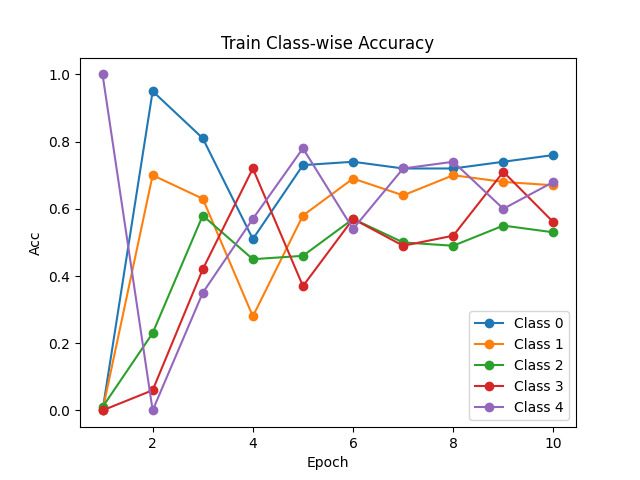 Train Class-wise Accuracy
1.0
0.8
0.6
0.4
0.2
0.0
Acc
2 4 6 8 10
Epoch
Class 0
Class 1
Class 2
Class 3
Class 4